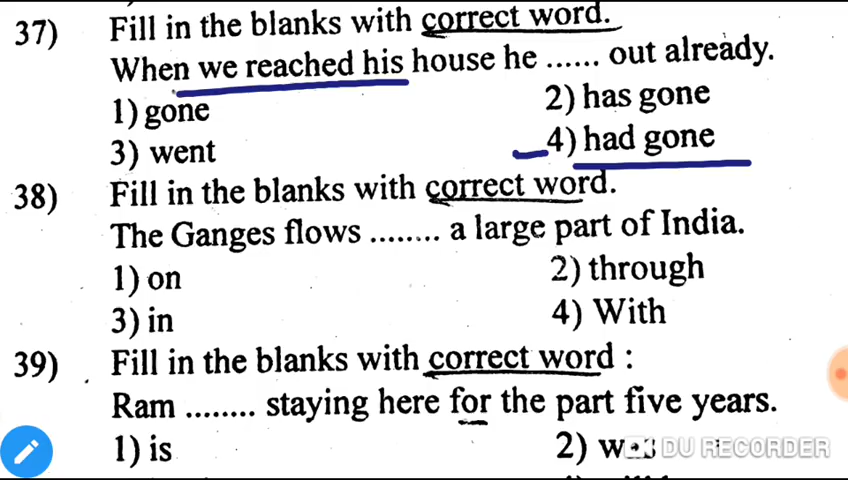 37) Fill in the blanks with correct word.
When we reached his house he ...... out already.
1) gone 2) has gone
3) went 4) had gone
38) Fill in the blanks with correct word.
The Ganges flows ........ a large part of India.
1) on 2) through
3) in 4) With
39) Fill in the blanks with correct word :
Ram ........ staying here for the part five years.
1) is 2) was
DU RECORDER